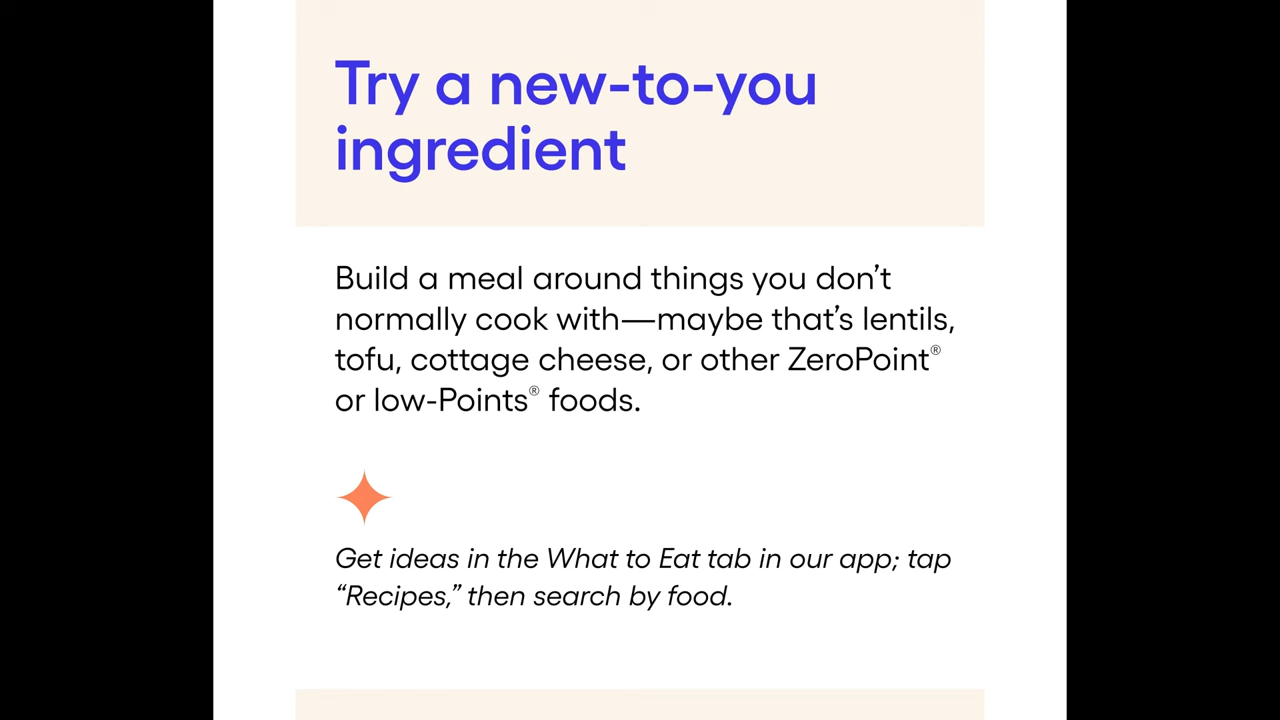 Try a new-to-you
ingredient
Build a meal around things you don’t
normally cook with—maybe that’s lentils,
tofu, cottage cheese, or other ZeroPoint®
or low-Points® foods.
Get ideas in the What to Eat tab in our app; tap
“Recipes,” then search by food.